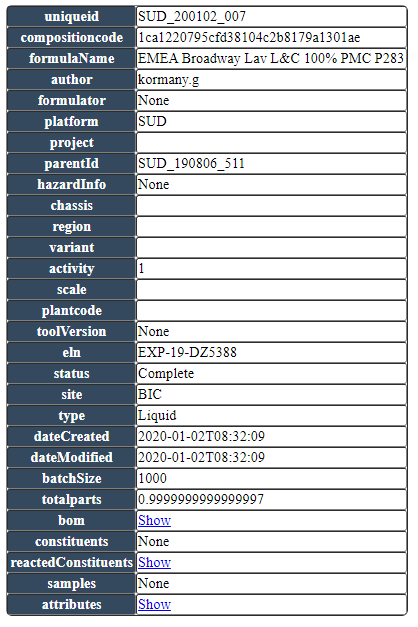 uniqueid SUD_200102_007
compositioncode 1ca1220795cfd38104c2b8179a1301ae
formulaName EMEA Broadway Lav L&C 100% PMC P283
author kormany.g
formulator None
platform SUD
project
parentId SUD_190806_511
hazardInfo None
chassis
region
variant
activity 1
scale
plantcode
toolVersion None
eln EXP-19-DZ5388
status Complete
site BIC
type Liquid
dateCreated 2020-01-02T08:32:09
dateModified 2020-01-02T08:32:09
batchSize 1000
totalparts 0.9999999999999997
bom Show
constituents None
reactedConstituents Show
samples None
attributes Show